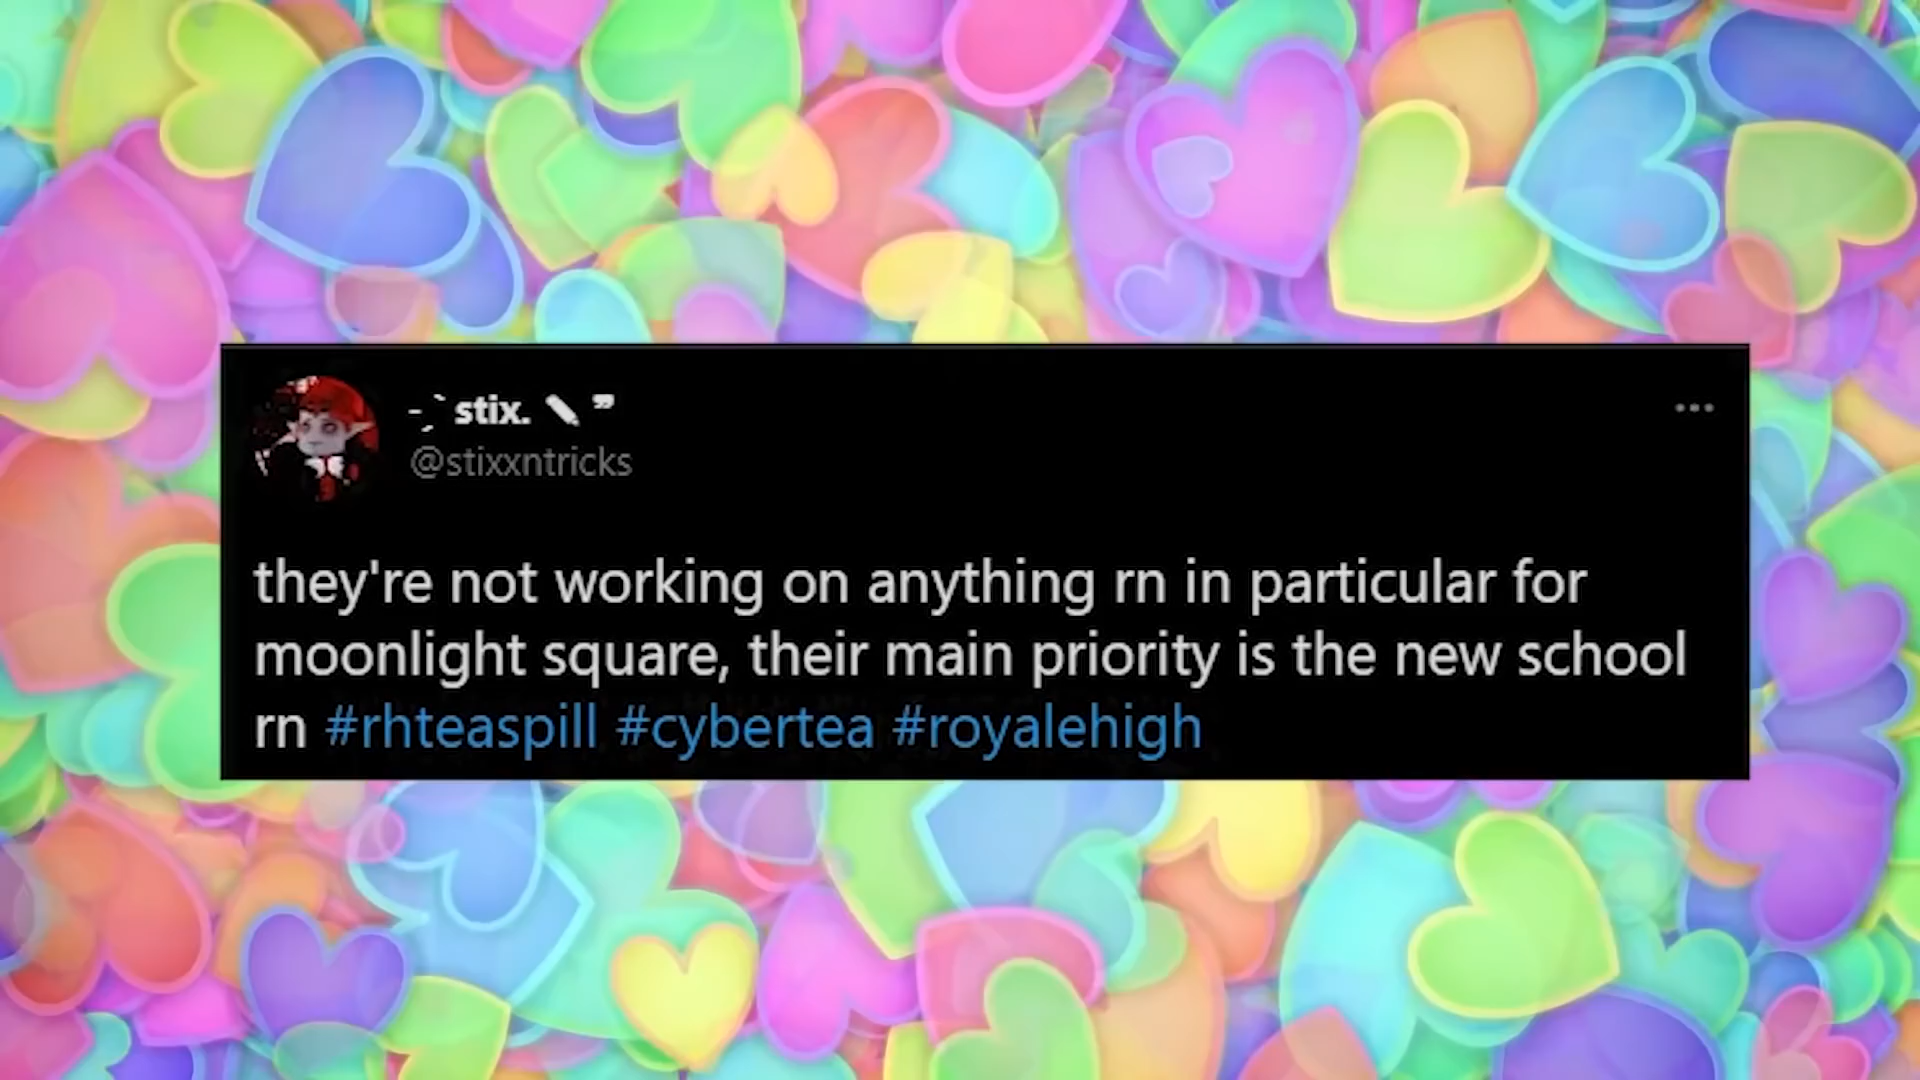 -ˏˋ stix. ✎ ”
@stixxntricks
they're not working on anything rn in particular for
moonlight square, their main priority is the new school
rn #rhteaspill #cybertea #royalehigh